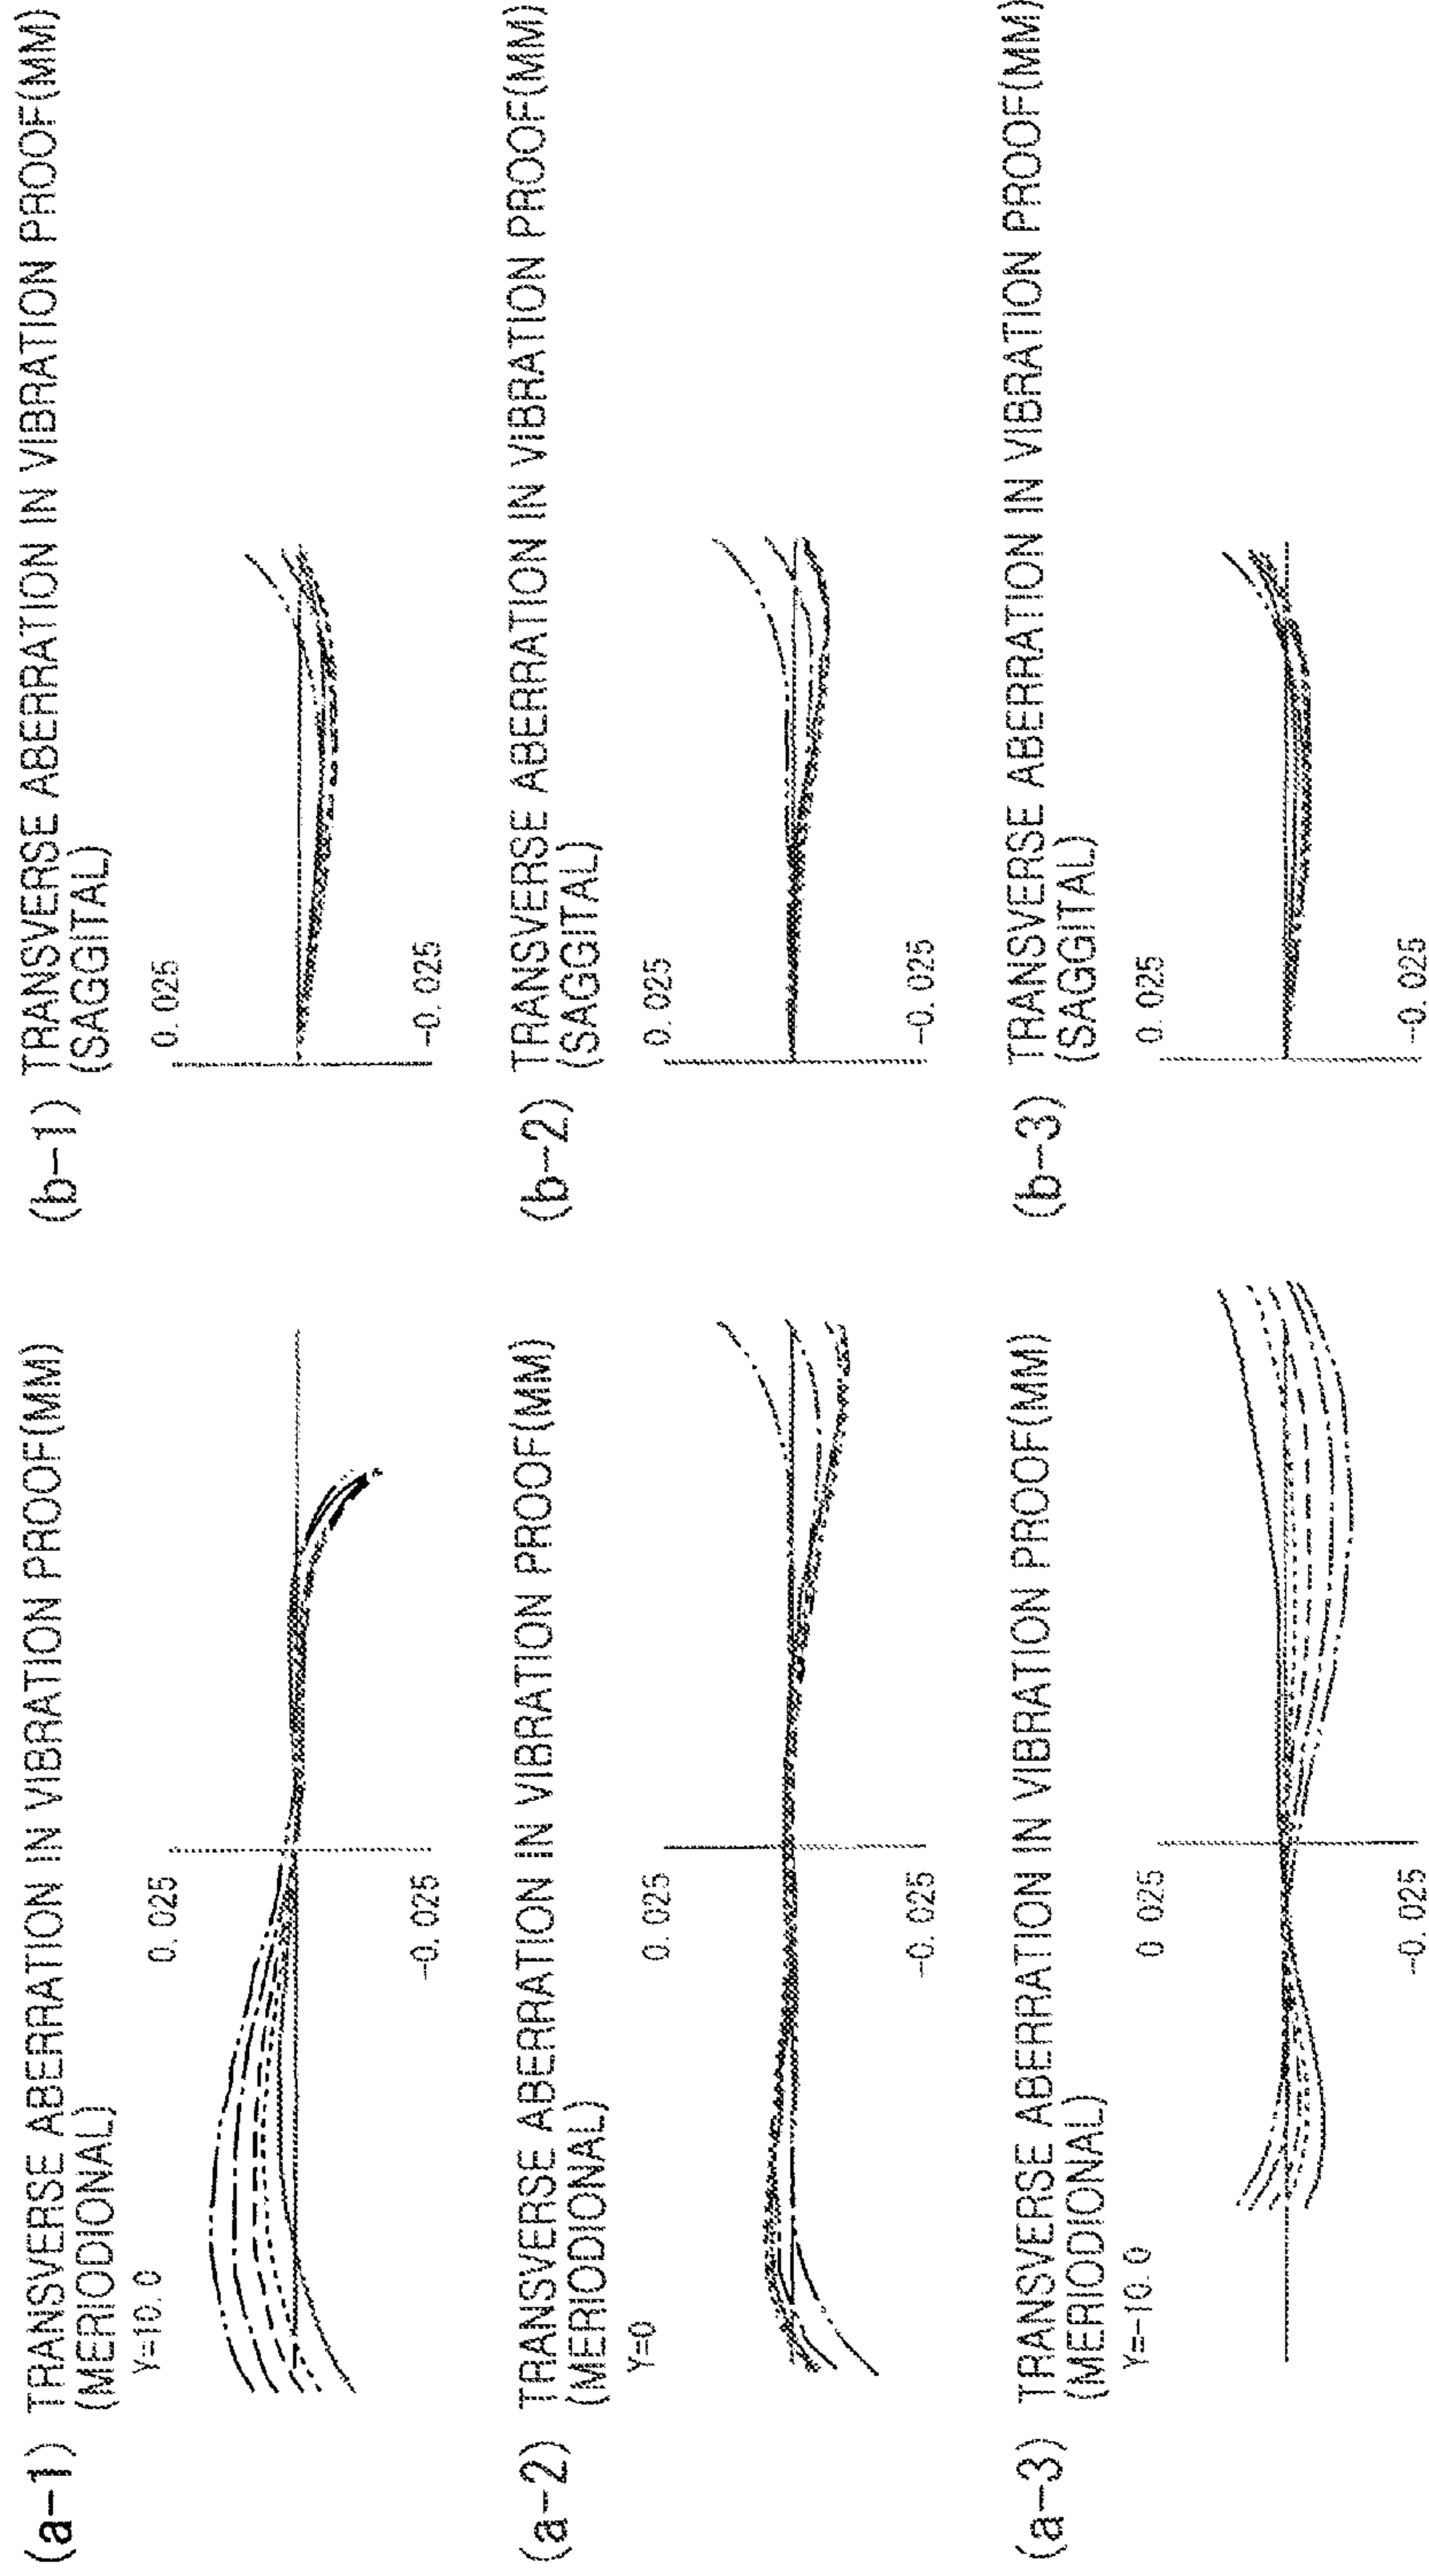 (a-1) TRANSVERSE ABERRATION IN VIBRATION PROOF(MM)
(MERIODIONAL)
Y=10.0
0.025
-0.025
(b-1) TRANSVERSE ABERRATION IN VIBRATION PROOF(MM)
(SAGGITAL)
0.025
-0.025
(a-2) TRANSVERSE ABERRATION IN VIBRATION PROOF(MM)
(MERIODIONAL)
Y=0
0.025
-0.025
(b-2) TRANSVERSE ABERRATION IN VIBRATION PROOF(MM)
(SAGGITAL)
0.025
-0.025
(a-3) TRANSVERSE ABERRATION IN VIBRATION PROOF(MM)
(MERIODIONAL)
Y=-10.0
0 025
-0.025
(b-3) TRANSVERSE ABERRATION IN VIBRATION PROOF(MM)
(SAGGITAL)
0.025
-0.025